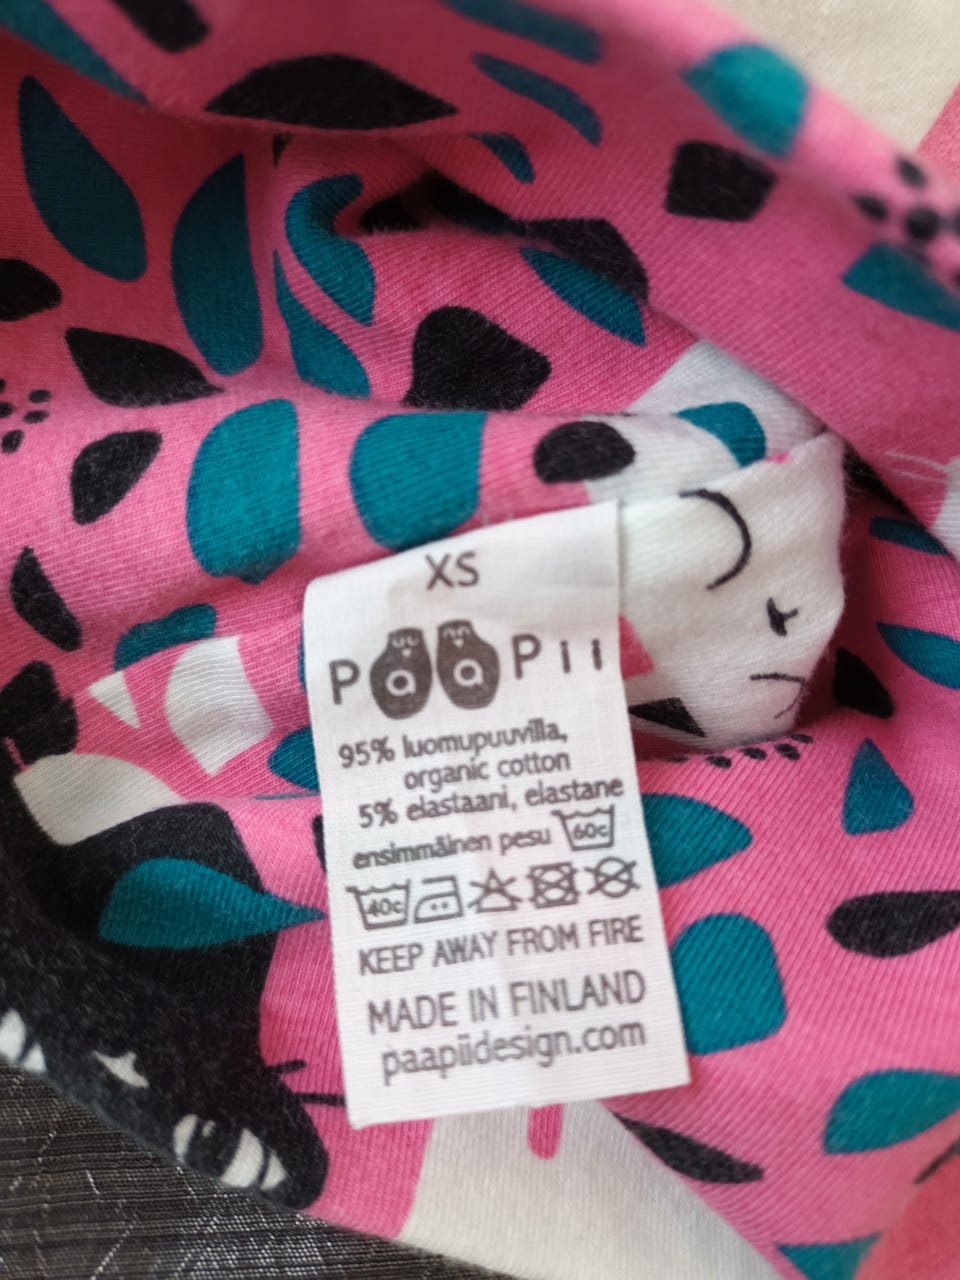 XS
PaaPii
95% luomupuuvilla,
organic cotton
5% elastaani, elastane
ensimmäinen pesu 60c
40c
KEEP AWAY FROM FIRE
MADE IN FINLAND
paapiidesign.com